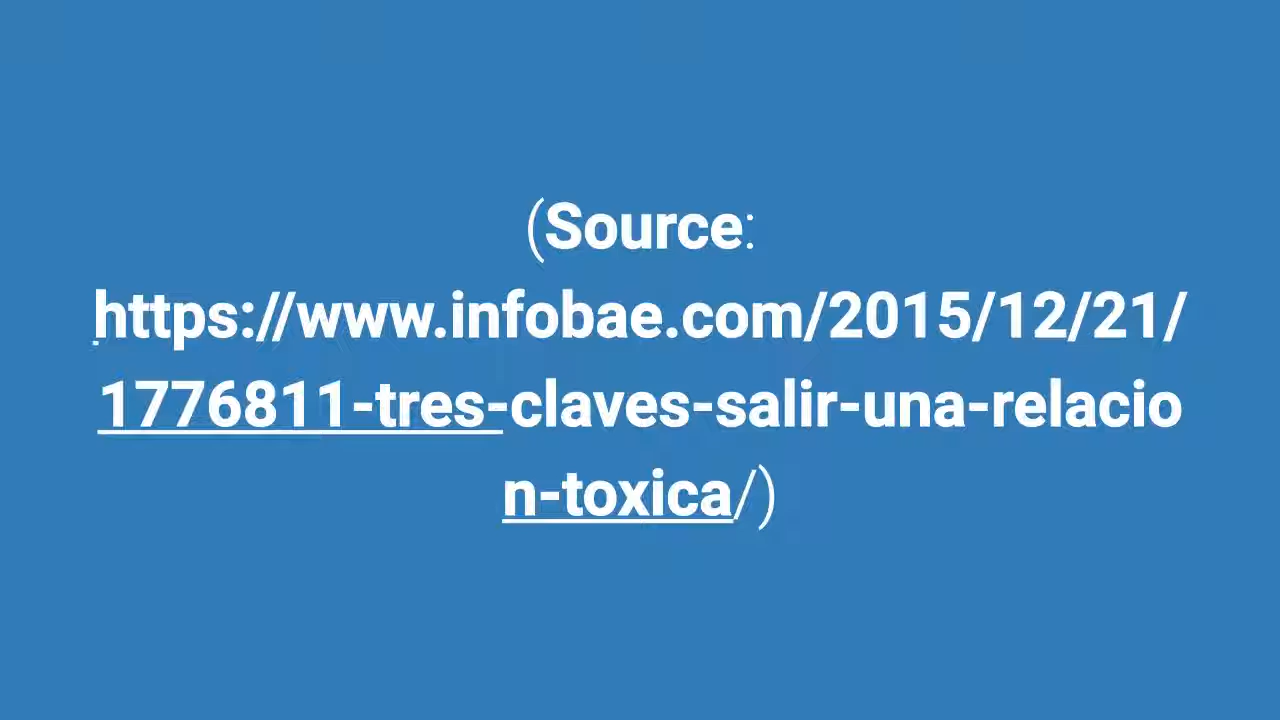 (Source:
https://www.infobae.com/2015/12/21/
1776811-tres-claves-salir-una-relacio
n-toxica/)